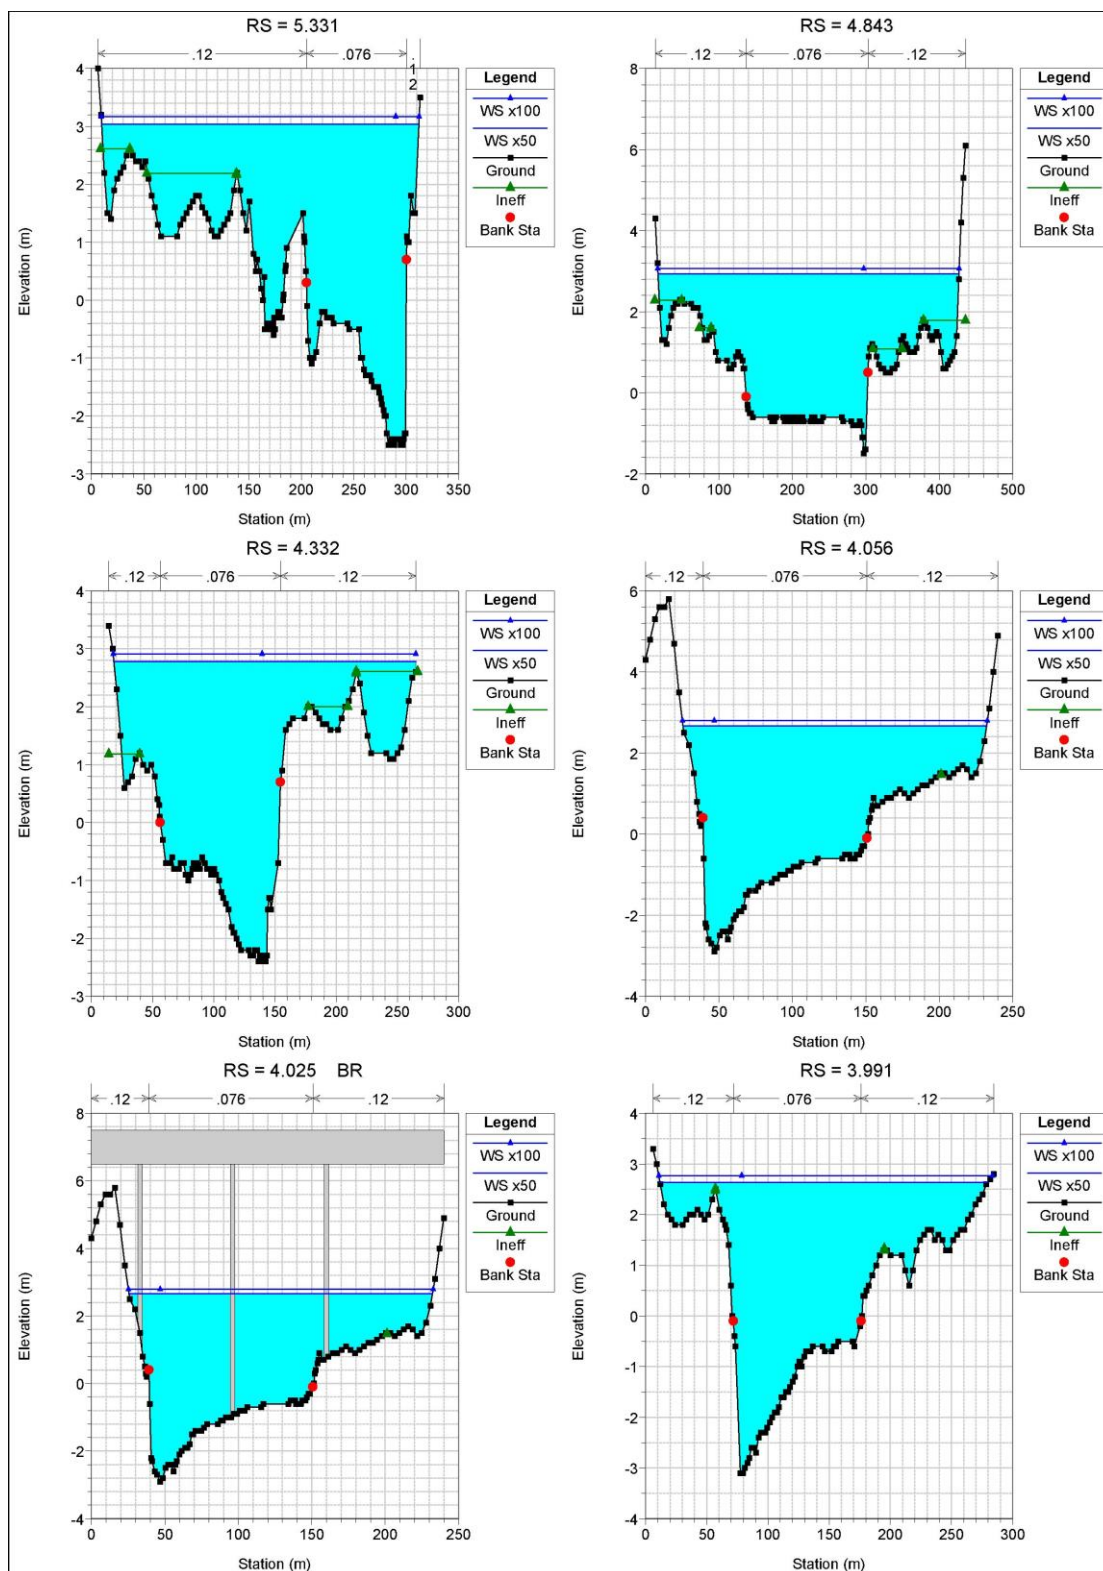 RS = 5.331
.12 .076 .12
Elevation (m)
4
3
2
1
0
-1
-2
-3
0 50 100 150 200 250 300 350
Station (m)
Legend
WS x100
WS x50
Ground
Ineff
Bank Sta
RS = 4.843
.12 .076 .12
Elevation (m)
8
6
4
2
0
-2
0 100 200 300 400 500
Station (m)
Legend
WS x100
WS x50
Ground
Ineff
Bank Sta
RS = 4.332
.12 .076 .12
Elevation (m)
4
3
2
1
0
-1
-2
-3
0 50 100 150 200 250 300
Station (m)
Legend
WS x100
WS x50
Ground
Ineff
Bank Sta
RS = 4.056
.12 .076 .12
Elevation (m)
6
4
2
0
-2
-4
0 50 100 150 200 250
Station (m)
Legend
WS x100
WS x50
Ground
Ineff
Bank Sta
RS = 4.025 BR
.12 .076 .12
Elevation (m)
8
6
4
2
0
-2
-4
0 50 100 150 200 250
Station (m)
Legend
WS x100
WS x50
Ground
Ineff
Bank Sta
RS = 3.991
.12 .076 .12
Elevation (m)
4
3
2
1
0
-1
-2
-3
-4
0 50 100 150 200 250 300
Station (m)
Legend
WS x100
WS x50
Ground
Ineff
Bank Sta